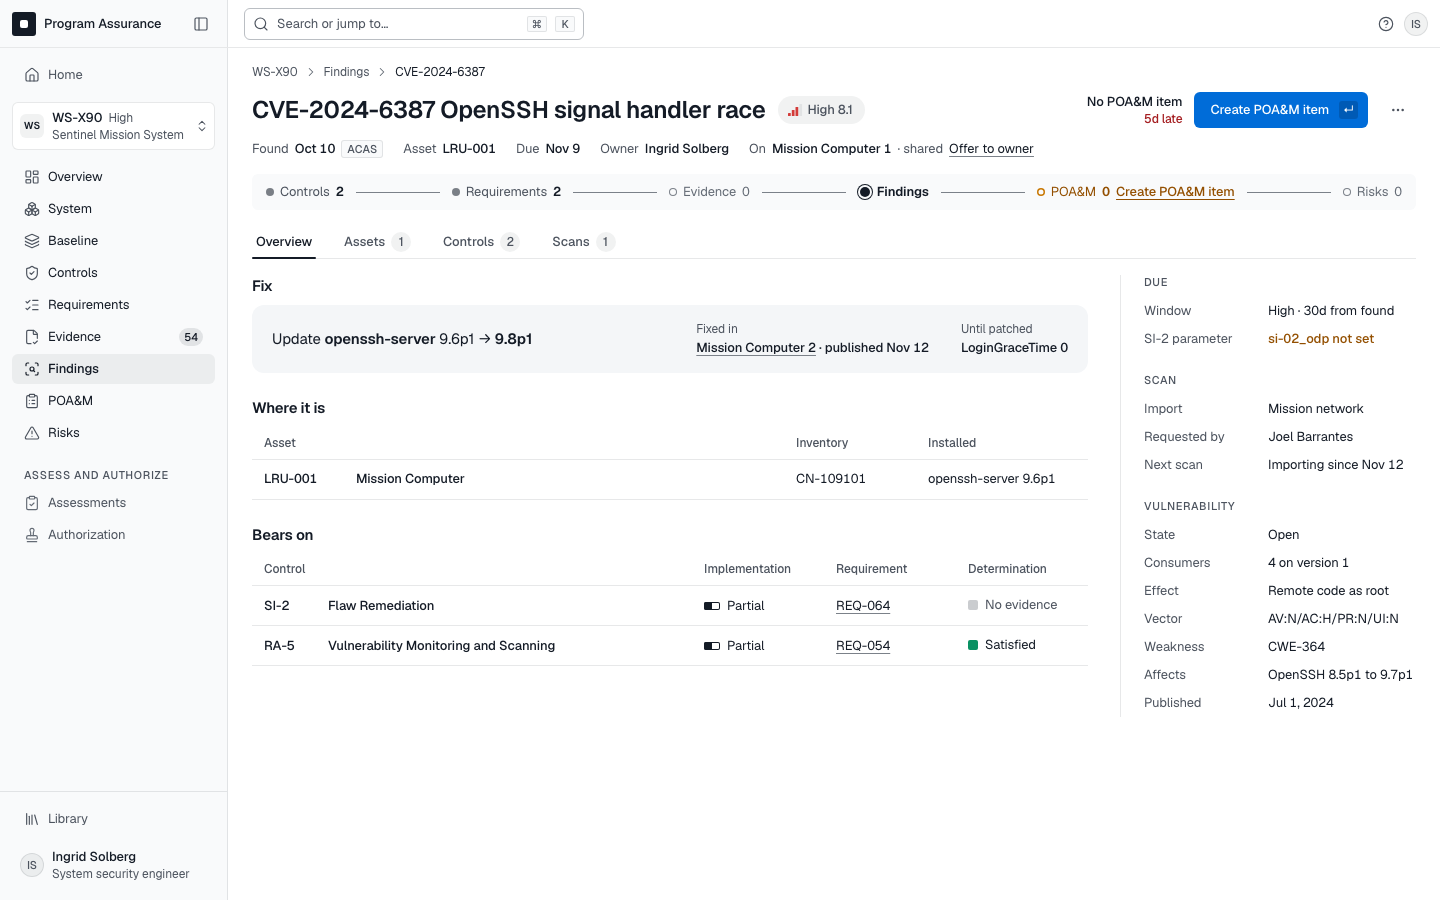 Program Assurance
Search or jump to...
⌘ K
IS
Home
WS
WS-X90 High
Sentinel Mission System
Overview
System
Baseline
Controls
Requirements
Evidence 54
Findings
POA&M
Risks
ASSESS AND AUTHORIZE
Assessments
Authorization
Library
IS
Ingrid Solberg
System security engineer
WS-X90 > Findings > CVE-2024-6387
CVE-2024-6387 OpenSSH signal handler race
High 8.1
No POA&M item
5d late
Create POA&M item
Found Oct 10 ACAS Asset LRU-001 Due Nov 9 Owner Ingrid Solberg On Mission Computer 1 · shared Offer to owner
Controls 2 Requirements 2 Evidence 0 Findings POA&M 0 Create POA&M item Risks 0
Overview Assets 1 Controls 2 Scans 1
Fix
Update openssh-server 9.6p1 → 9.8p1
Fixed in
Mission Computer 2 · published Nov 12
Until patched
LoginGraceTime 0
Where it is
Asset Inventory Installed
LRU-001 Mission Computer CN-109101 openssh-server 9.6p1
Bears on
Control Implementation Requirement Determination
SI-2 Flaw Remediation Partial REQ-064 No evidence
RA-5 Vulnerability Monitoring and Scanning Partial REQ-054 Satisfied
DUE
Window High · 30d from found
SI-2 parameter si-02_odp not set
SCAN
Import Mission network
Requested by Joel Barrantes
Next scan Importing since Nov 12
VULNERABILITY
State Open
Consumers 4 on version 1
Effect Remote code as root
Vector AV:N/AC:H/PR:N/UI:N
Weakness CWE-364
Affects OpenSSH 8.5p1 to 9.7p1
Published Jul 1, 2024